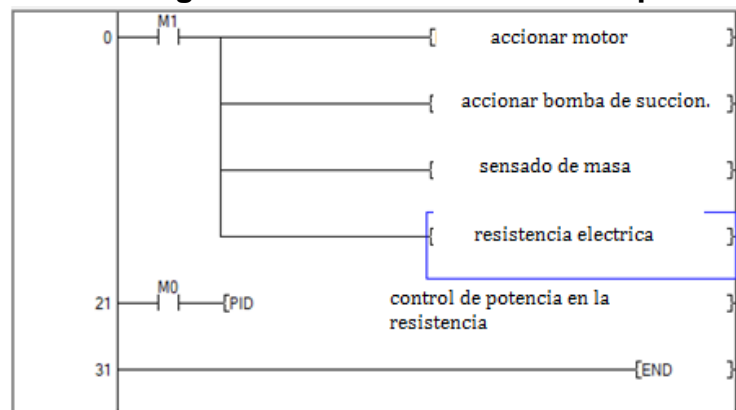 M1
0
accionar motor
accionar bomba de succion.
sensado de masa
resistencia electrica
M0
21
[PID
control de potencia en la
resistencia
31
[END